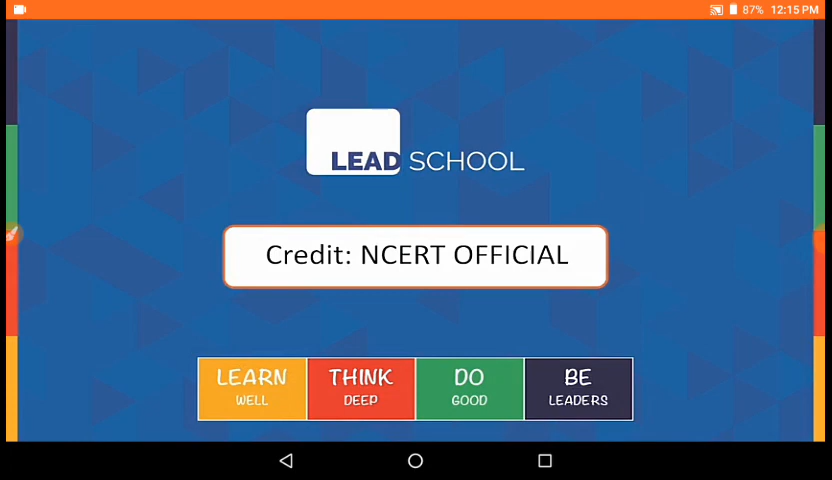 87% 12:15 PM
LEAD SCHOOL
Credit: NCERT OFFICIAL
LEARN THINK DO BE
WELL DEEP GOOD LEADERS